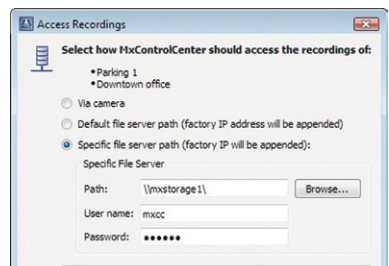 Access Recordings
Select how MxControlCenter should access the recordings of:
•Parking 1
•Downtown office
Via camera
Default file server path (factory IP address will be appended)
Specific file server path (factory IP will be appended):
Specific File Server
Path: \\mxstorage1\ Browse...
User name: mxcc
Password: ••••••